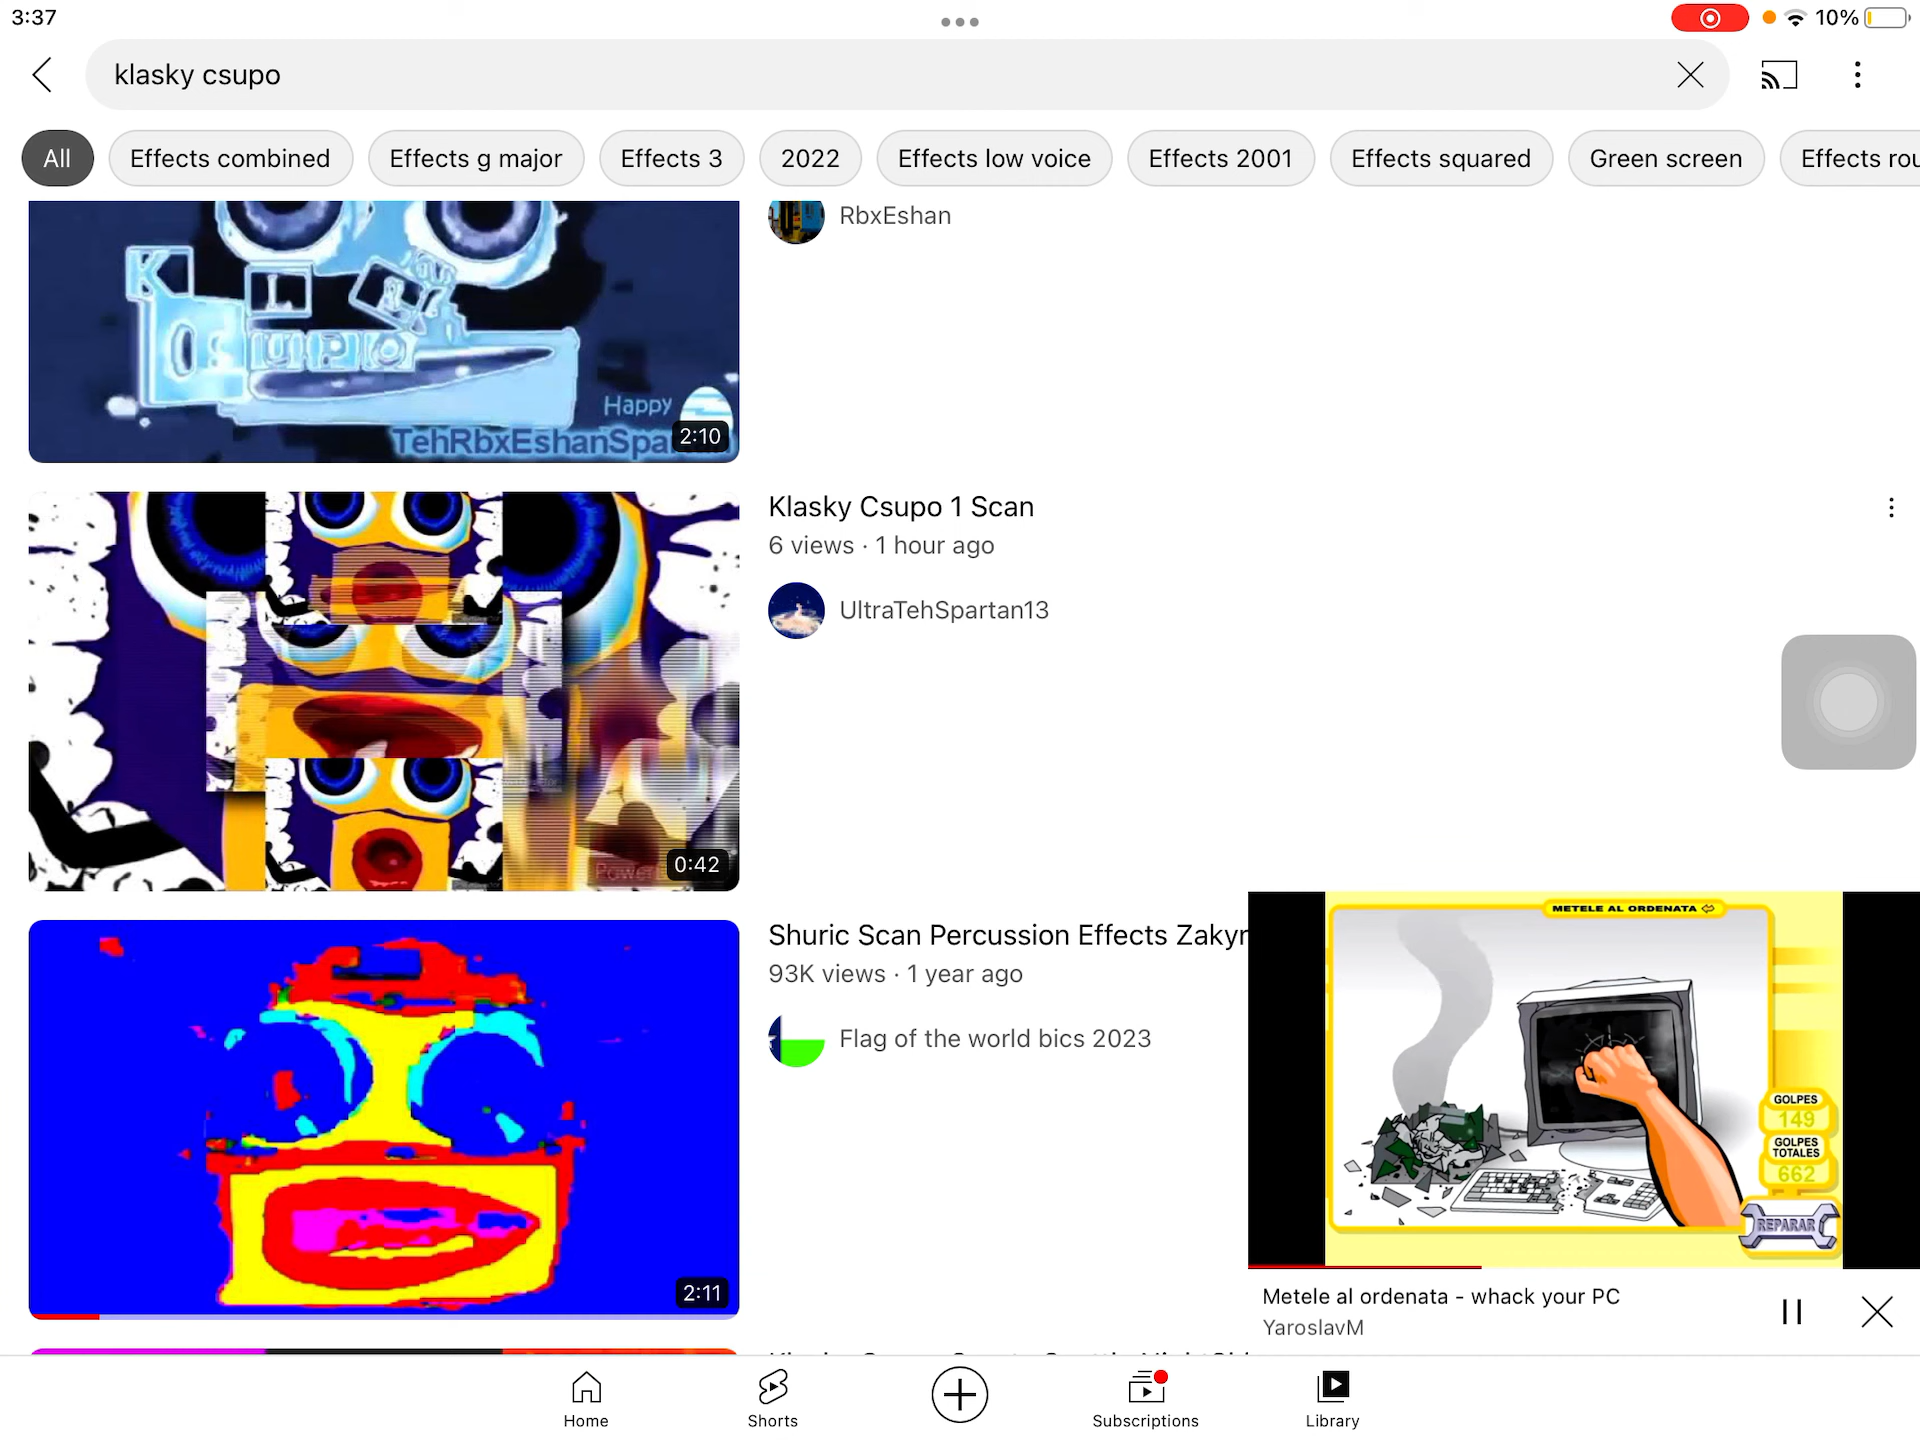 3:37
10%
klasky csupo
All
Effects combined
Effects g major
Effects 3
2022
Effects low voice
Effects 2001
Effects squared
Green screen
Effects rou
RbxEshan
K
L
UPO
Happy
TehRbxEshanSpa
2:10
Klasky Csupo 1 Scan
6 views · 1 hour ago
UltraTehSpartan13
Power
0:42
Shuric Scan Percussion Effects Zakyr
93K views · 1 year ago
Flag of the world bics 2023
2:11
METELE AL ORDENATA
GOLPES
149
GOLPES
TOTALES
662
REPARAR
Metele al ordenata - whack your PC
YaroslavM
Home
Shorts
Subscriptions
Library